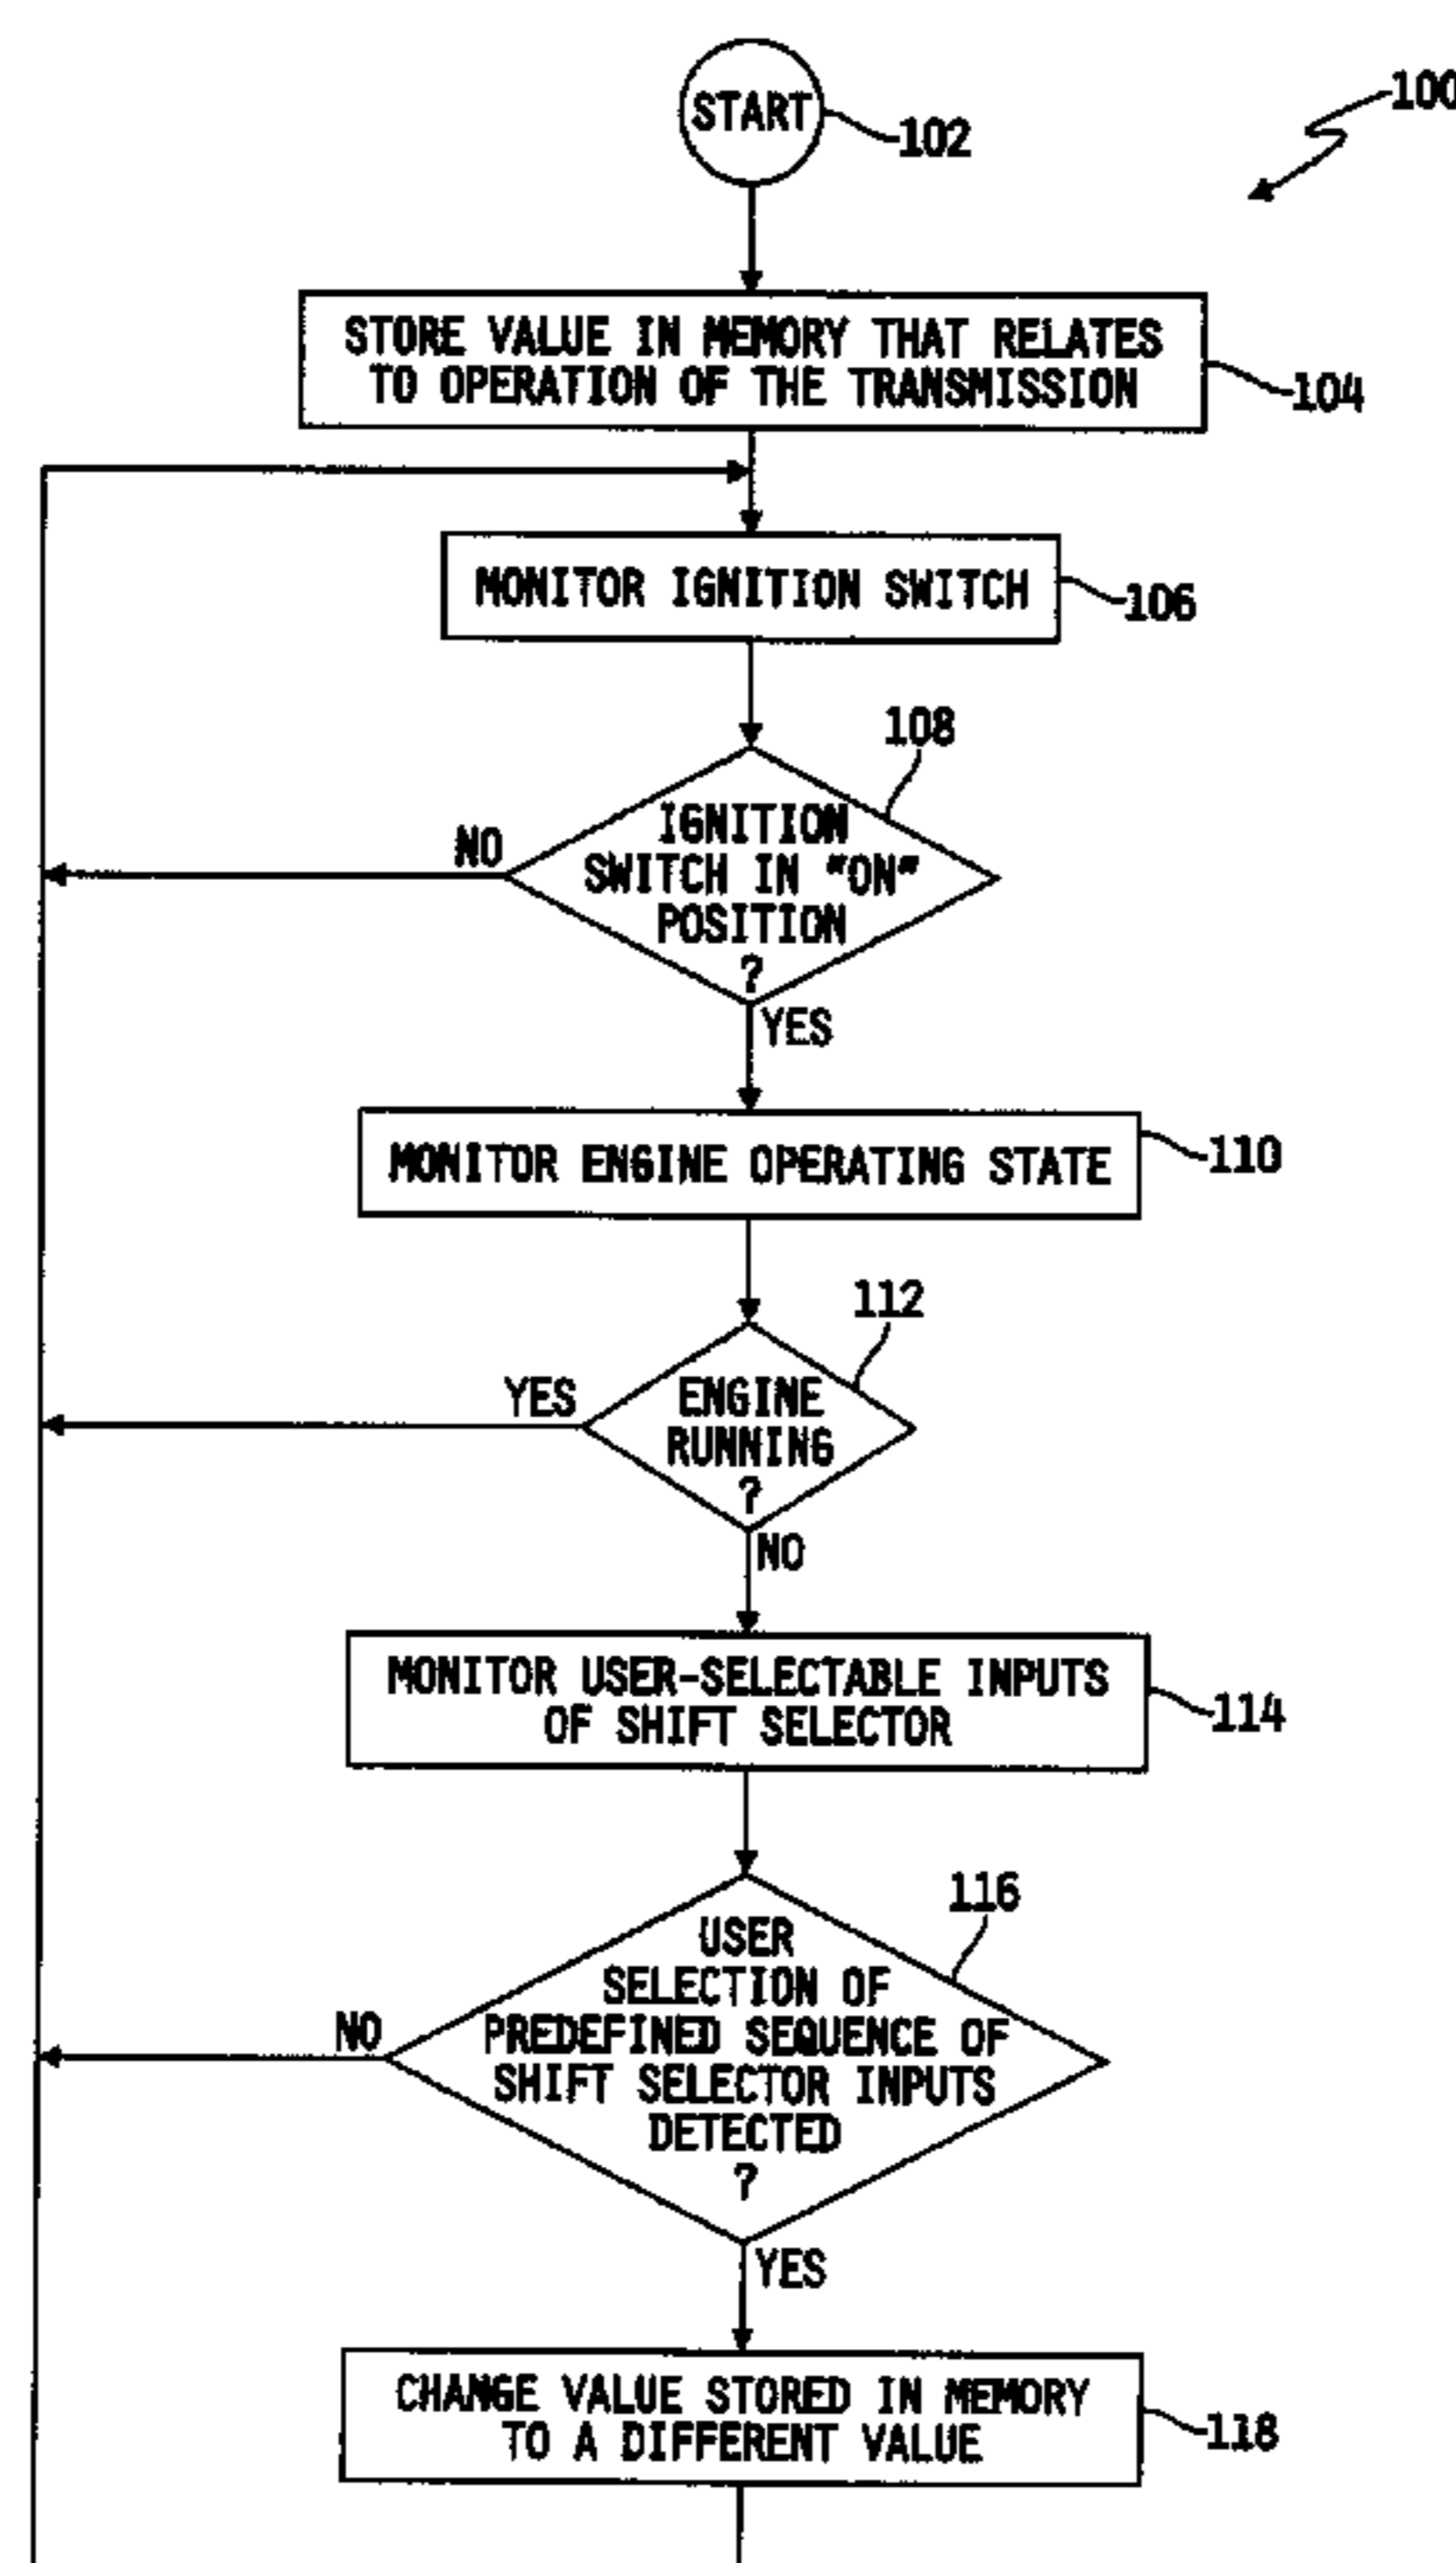 START
102
100
STORE VALUE IN MEMORY THAT RELATES
TO OPERATION OF THE TRANSMISSION
104
MONITOR IGNITION SWITCH
106
108
IGNITION
SWITCH IN "ON"
POSITION
?
NO
YES
MONITOR ENGINE OPERATING STATE
110
112
ENGINE
RUNNING
?
YES
NO
MONITOR USER-SELECTABLE INPUTS
OF SHIFT SELECTOR
114
116
USER
SELECTION OF
PREDEFINED SEQUENCE OF
SHIFT SELECTOR INPUTS
DETECTED
?
NO
YES
CHANGE VALUE STORED IN MEMORY
TO A DIFFERENT VALUE
118